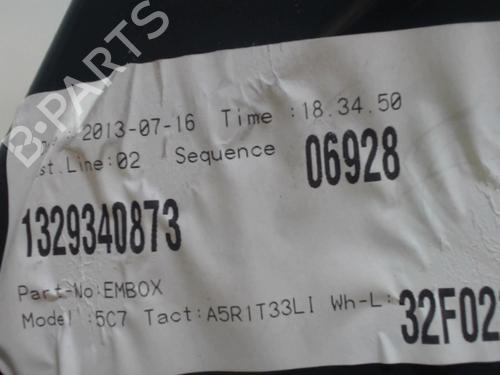 B-PARTS
2013-07-16 Time :18.34.50
st.Line:02 Sequence 06928
1329340873
Part-No:EMBOX
Model :5C7 Tact:A5R1T33LI Wh-L: 32F02